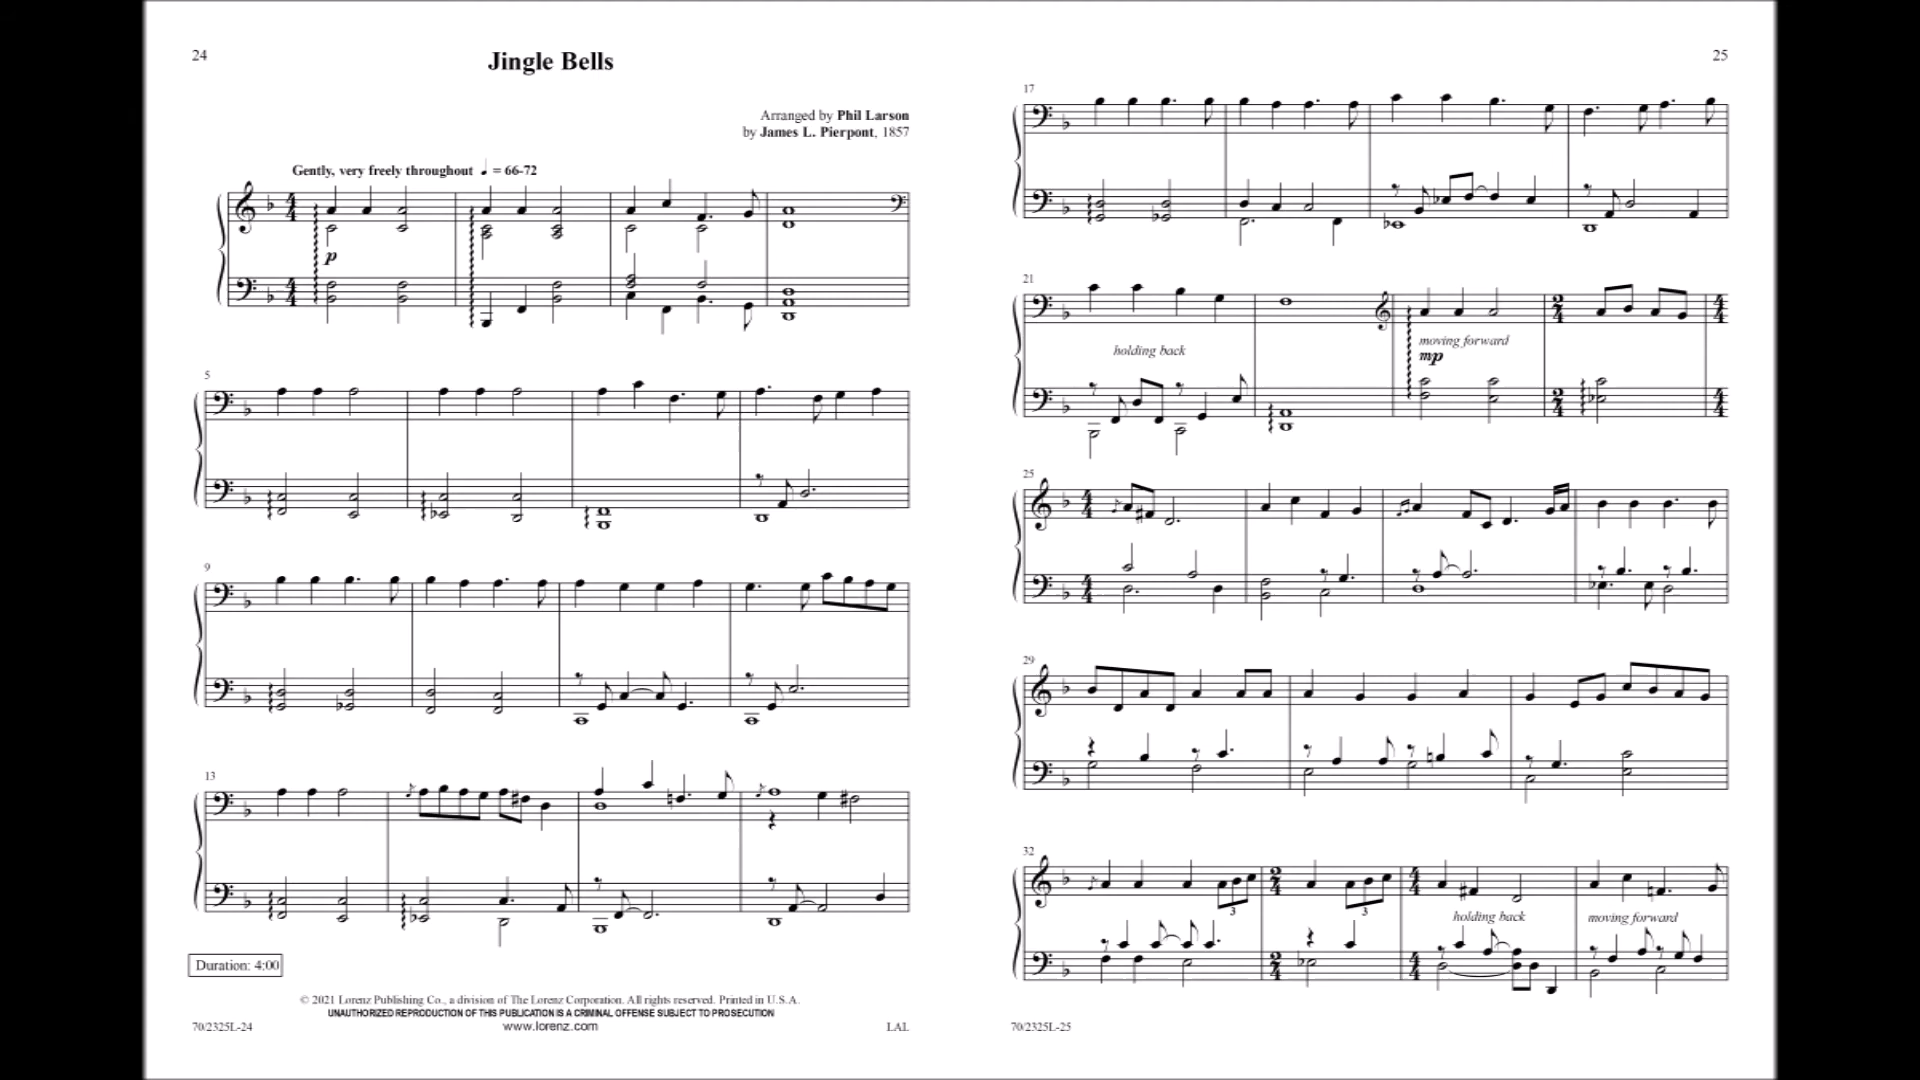 24
Jingle Bells
Arranged by Phil Larson
by James L. Pierpont, 1857
Gently, very freely throughout ♩ = 66-72
p
5
9
13
Duration: 4:00
© 2021 Lorenz Publishing Co., a division of The Lorenz Corporation. All rights reserved. Printed in U.S.A.
UNAUTHORIZED REPRODUCTION OF THIS PUBLICATION IS A CRIMINAL OFFENSE SUBJECT TO PROSECUTION
www.lorenz.com
70/2325L-24
LAL
25
17
21
holding back
moving forward
mp
25
29
32
3
3
holding back
moving forward
70/2325L-25